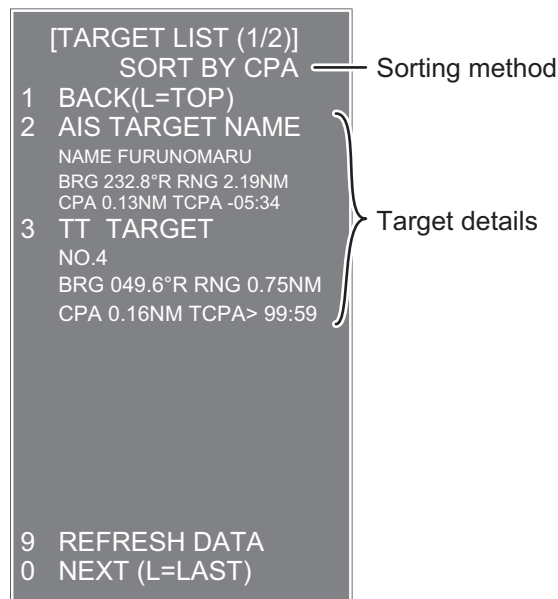 [TARGET LIST (1/2)]
SORT BY CPA
Sorting method
1 BACK(L=TOP)
2 AIS TARGET NAME
NAME FURUNOMARU
BRG 232.8°R RNG 2.19NM
CPA 0.13NM TCPA -05:34
3 TT TARGET
NO.4
BRG 049.6°R RNG 0.75NM
CPA 0.16NM TCPA> 99:59
Target details
9 REFRESH DATA
0 NEXT (L=LAST)